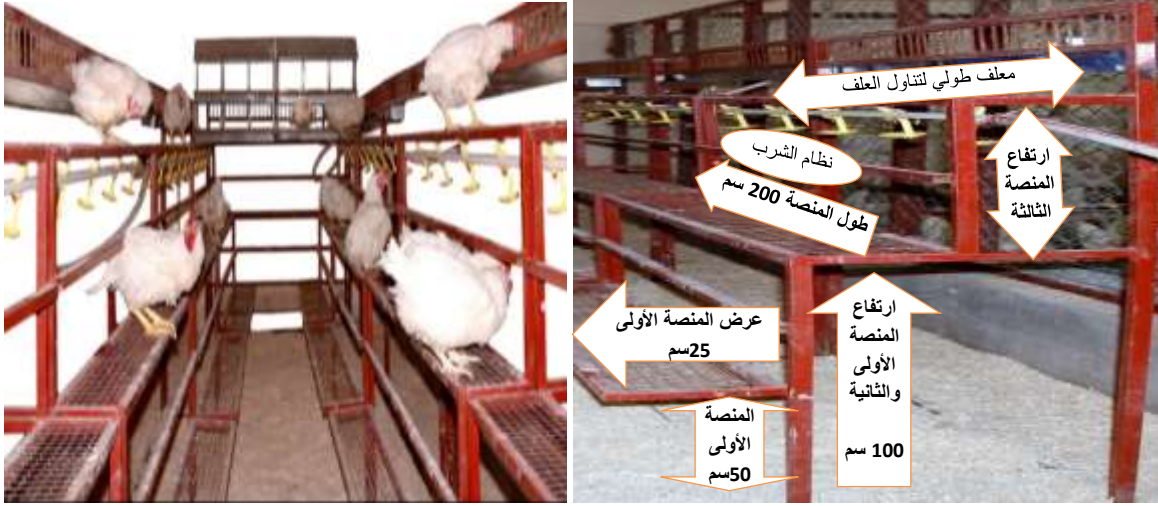 معلف طولي لتناول العلف
نظام الشرب
طول المنصة 200 سم
ارتفاع
المنصة
الثالثة
عرض المنصة الأولى
25سم
ارتفاع
المنصة
الأولى
والثانية
100 سم
المنصة
الأولى
50سم